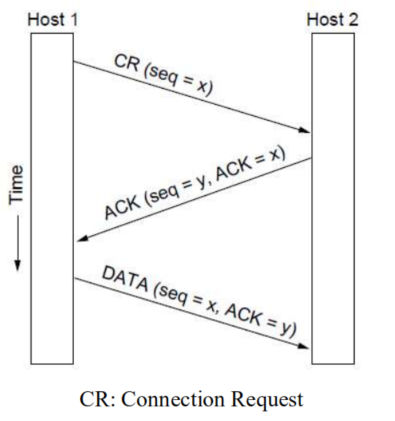 Host 1
Host 2
CR (seq = x)
ACK (seq = y, ACK = x)
Time
DATA (seq = x, ACK = y)
CR: Connection Request